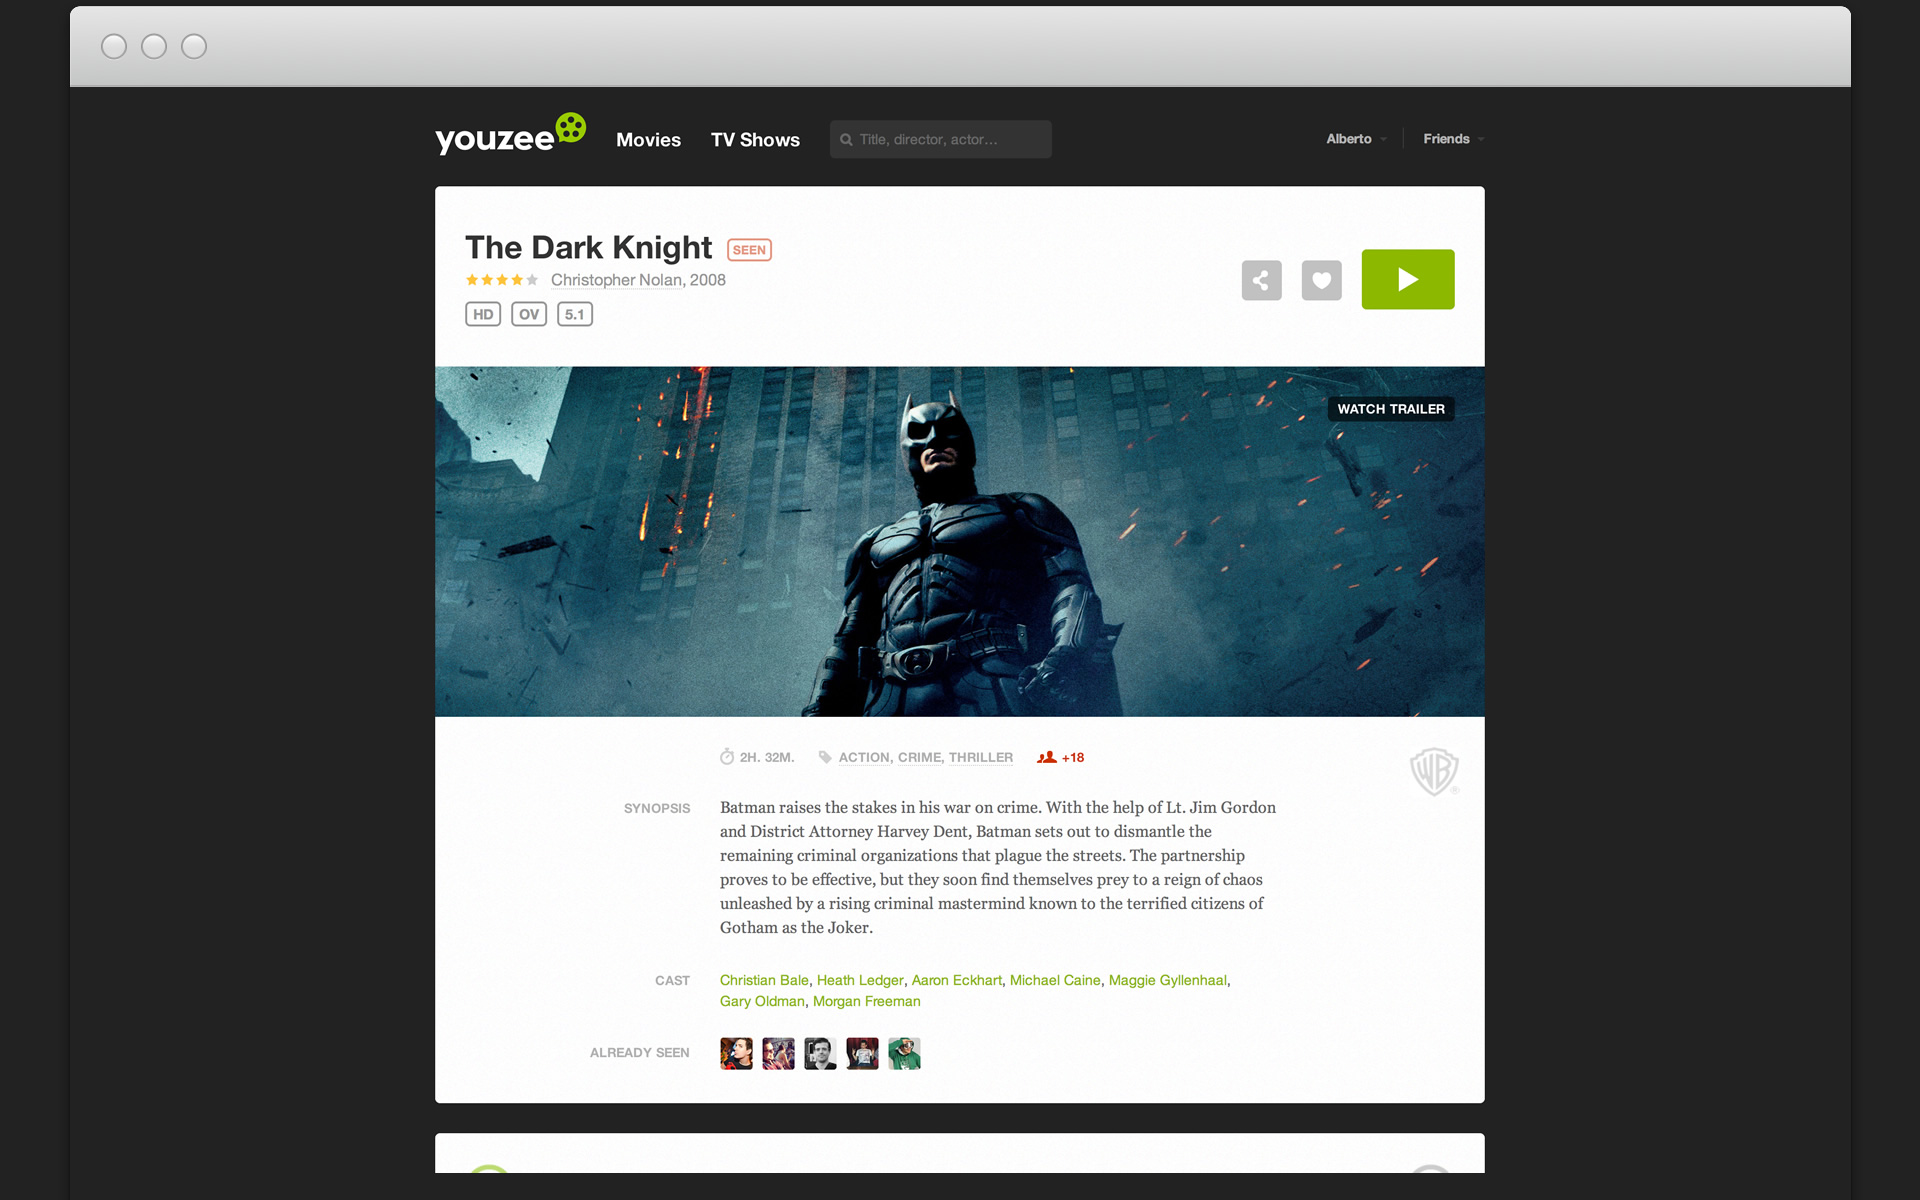 youzee Movies TV Shows Title, director, actor... Alberto Friends
The Dark Knight SEEN
Christopher Nolan, 2008
HD OV 5.1
WATCH TRAILER
2H. 32M. ACTION, CRIME, THRILLER +18
WB ®
SYNOPSIS Batman raises the stakes in his war on crime. With the help of Lt. Jim Gordon
and District Attorney Harvey Dent, Batman sets out to dismantle the
remaining criminal organizations that plague the streets. The partnership
proves to be effective, but they soon find themselves prey to a reign of chaos
unleashed by a rising criminal mastermind known to the terrified citizens of
Gotham as the Joker.
CAST Christian Bale, Heath Ledger, Aaron Eckhart, Michael Caine, Maggie Gyllenhaal,
Gary Oldman, Morgan Freeman
ALREADY SEEN